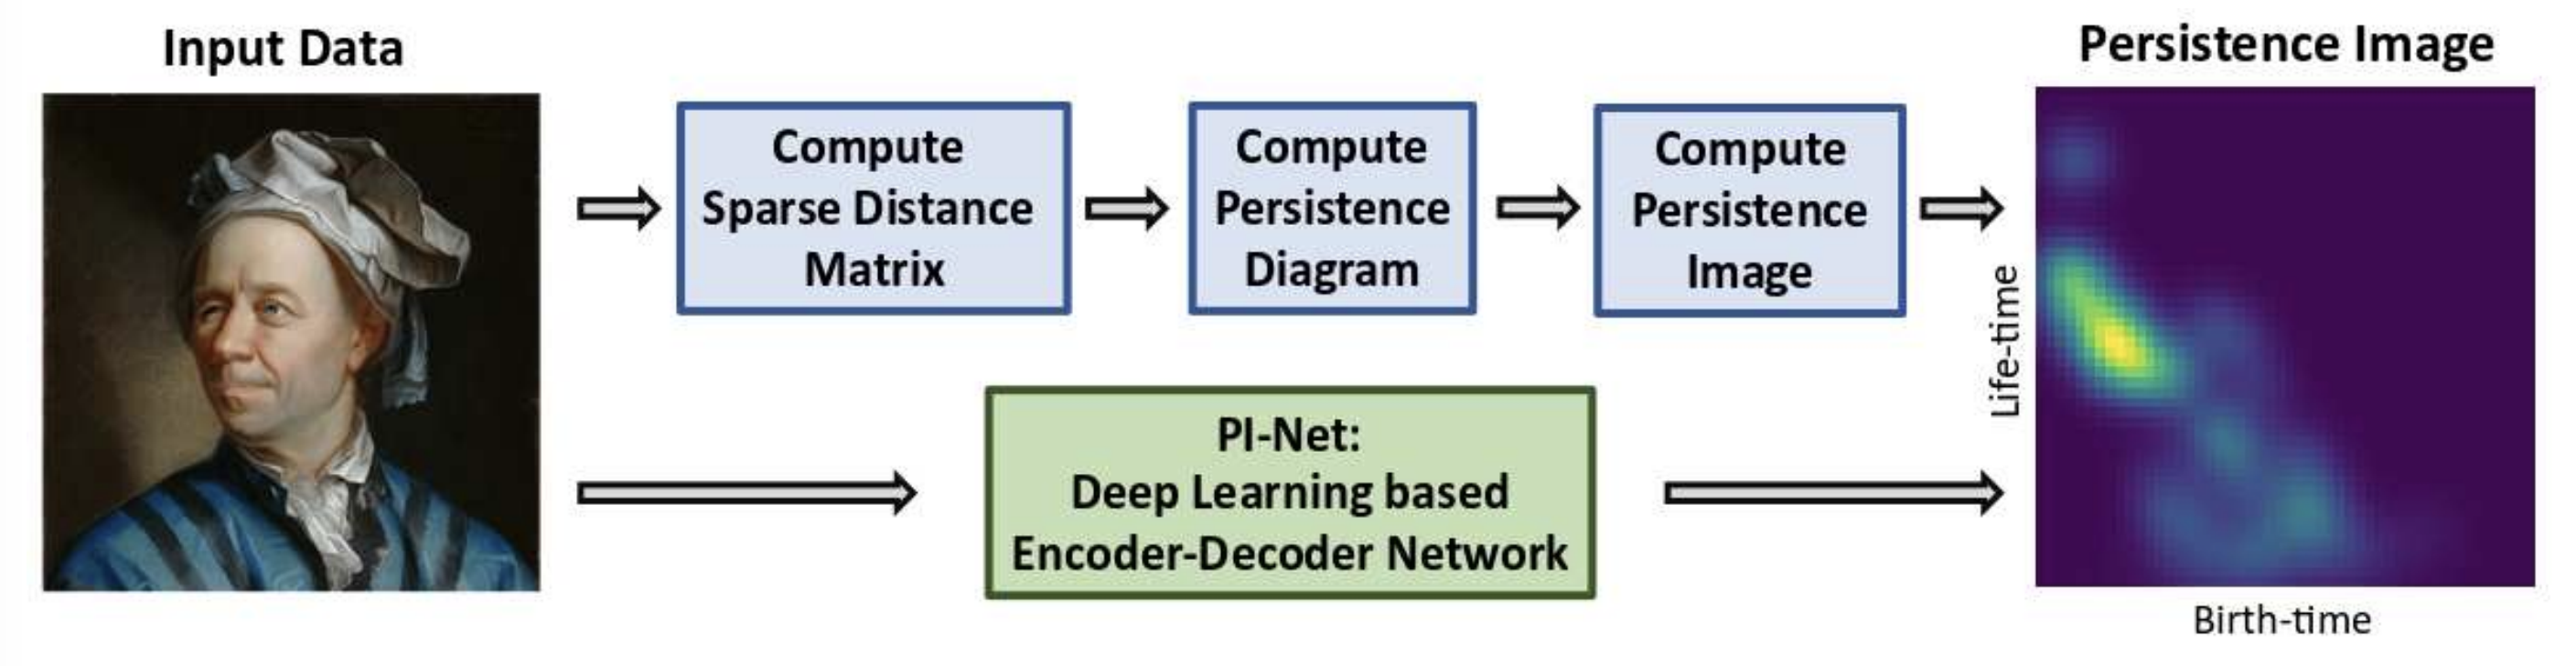 Input Data
Compute
Sparse Distance
Matrix
Compute
Persistence
Diagram
Compute
Persistence
Image
PI-Net:
Deep Learning based
Encoder-Decoder Network
Persistence Image
Life-time
Birth-time